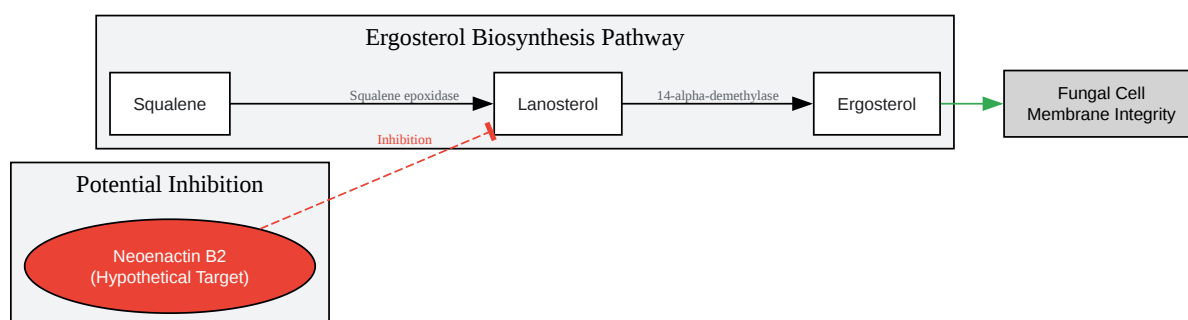 Ergosterol Biosynthesis Pathway
Squalene
Squalene epoxidase
Lanosterol
14-alpha-demethylase
Ergosterol
Fungal Cell
Membrane Integrity
Inhibition
Potential Inhibition
Neoenactin B2
(Hypothetical Target)